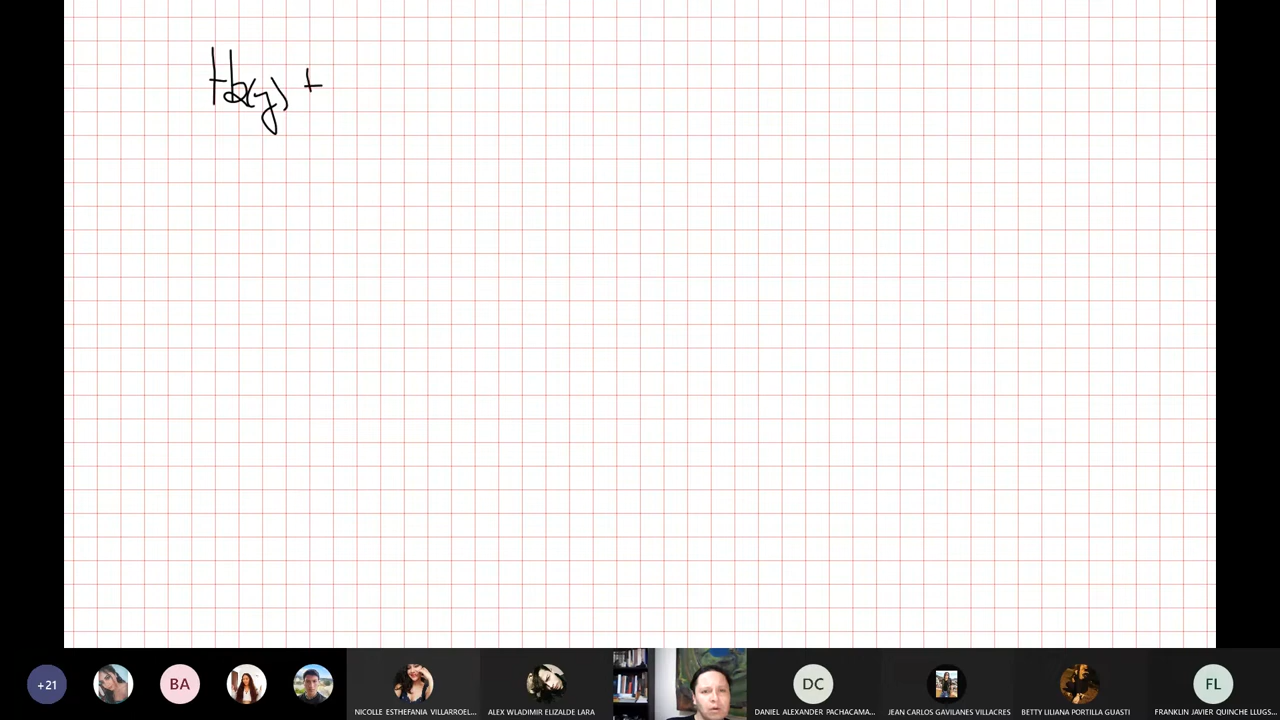 H₂(g) +
+21
BA
NICOLLE ESTHEFANIA VILLARROEL...
ALEX WLADIMIR ELIZALDE LARA
DC
DANIEL ALEXANDER PACHACAMA...
JEAN CARLOS GAVILANES VILLACRES
BETTY LILIANA PORTILLA GUASTI
FL
FRANKLIN JAVIER QUINCHE LLUGS...